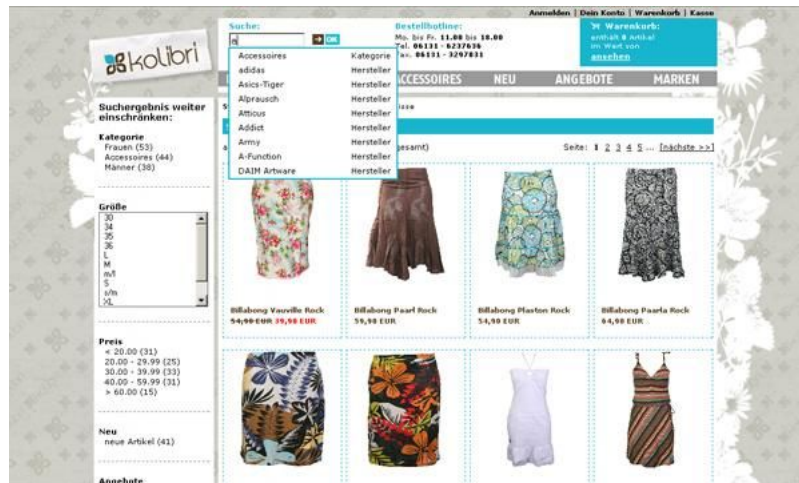 Anmelden | Dein Konto | Warenkorb | Kasse
kolibri
Suche:
a
OK
Bestellhotline:
Mo. bis Fr. 11.00 bis 18.00
Tel. 06131 - 6237636
Fax. 06131 - 3297831
Warenkorb:
enthält 0 Artikel
im Wert von
ansehen
ACCESSOIRES NEU ANGEBOTE MARKEN
Accessoires Kategorie
adidas Hersteller
Asics-Tiger Hersteller
Alprausch Hersteller
Atticus Hersteller
Addict Hersteller
Army Hersteller
A-Function Hersteller
DAIM Artware Hersteller
Seite: 1 2 3 4 5 ... [nächste >>]
Suchergebnis weiter
einschränken:
Kategorie
Frauen (53)
Accessoires (44)
Männer (38)
Größe
30
34
35
36
L
M
m/l
S
s/m
XL
Preis
< 20.00 (31)
20.00 - 29.99 (25)
30.00 - 39.99 (33)
40.00 - 59.99 (31)
> 60.00 (15)
Neu
neue Artikel (41)
Angebote
Billabong Vauville Rock
54,90 EUR 39,98 EUR
Billabong Paarl Rock
59,98 EUR
Billabong Plaston Rock
54,98 EUR
Billabong Paarla Rock
64,98 EUR